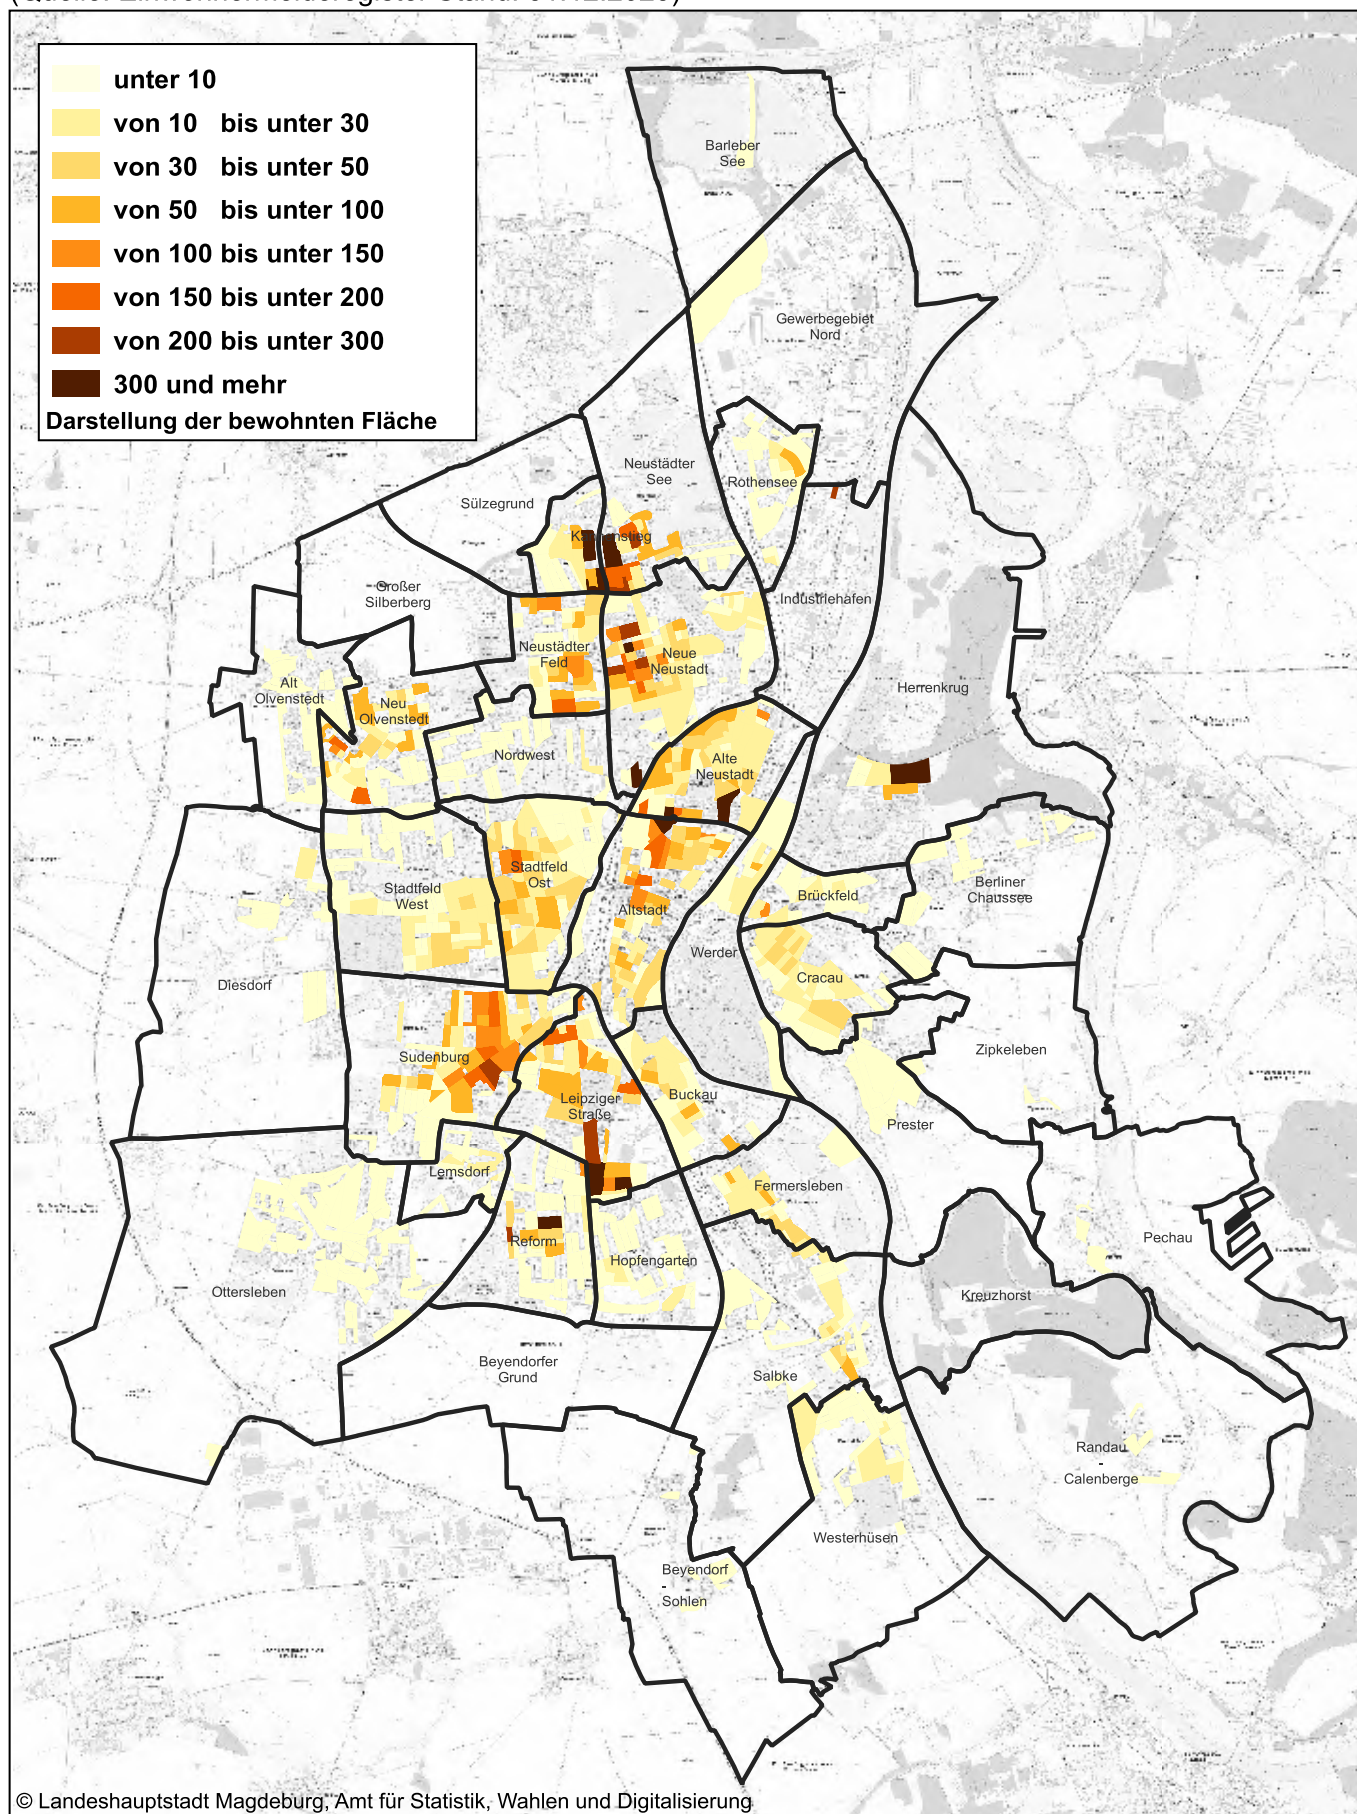 unter 10
von 10 bis unter 30
von 30 bis unter 50
von 50 bis unter 100
von 100 bis unter 150
von 150 bis unter 200
von 200 bis unter 300
300 und mehr
Darstellung der bewohnten Fläche
Barleber
See
Gewerbegebiet
Nord
Neustädter
See
Rothensee
Sülzegrund
Großer
Silberberg
Industriehafen
Neustädter
Feld
Neue
Neustadt
Alt
Olvenstedt
Neu
Olvenstedt
Herrenkrug
Nordwest
Alte
Neustadt
Stadtfeld
Ost
Stadtfeld
West
Berliner
Chaussee
Brückfeld
Altstadt
Werder
Cracau
Diesdorf
Zipkeleben
Sudenburg
Buckau
Leipziger
Straße
Prester
Lemsdorf
Fermersleben
Pechau
Reform
Hopfengarten
Ottersleben
Kreuzhorst
Beyendorfer
Grund
Salbke
Randau
-
Calenberge
Westerhüsen
Beyendorf
-
Sohlen
© Landeshauptstadt Magdeburg, Amt für Statistik, Wahlen und Digitalisierung